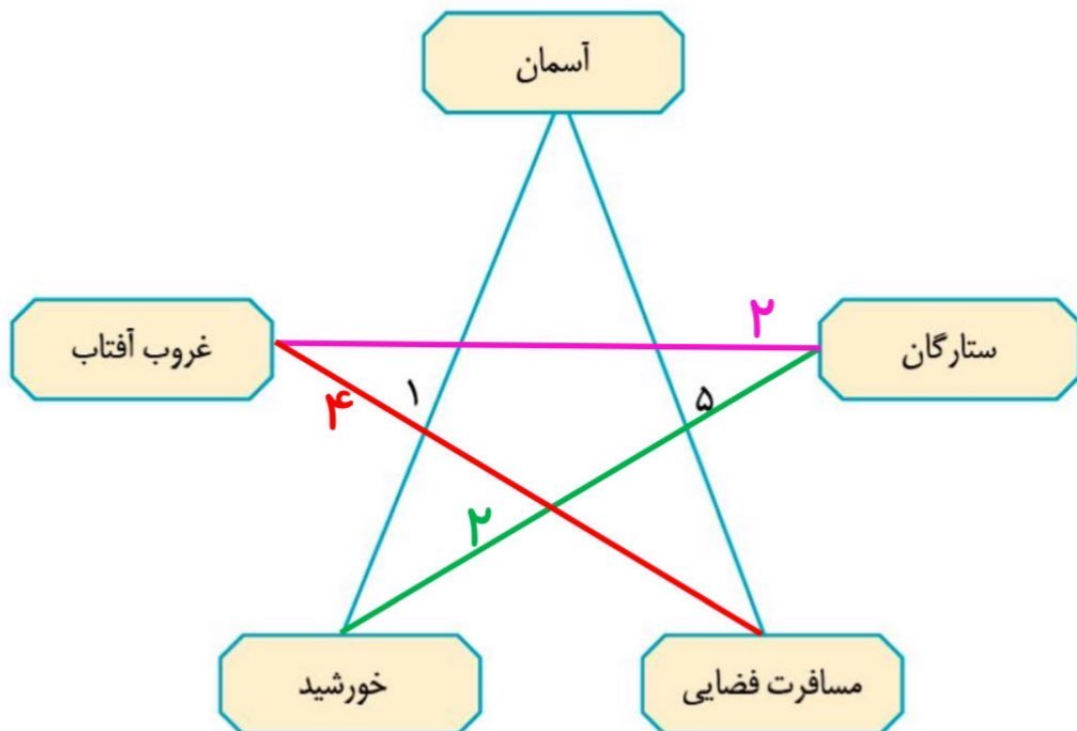 آسمان
۲
ستارگان
غروب آفتاب
۵
۱
۴
۲
مسافرت فضایی
خورشید